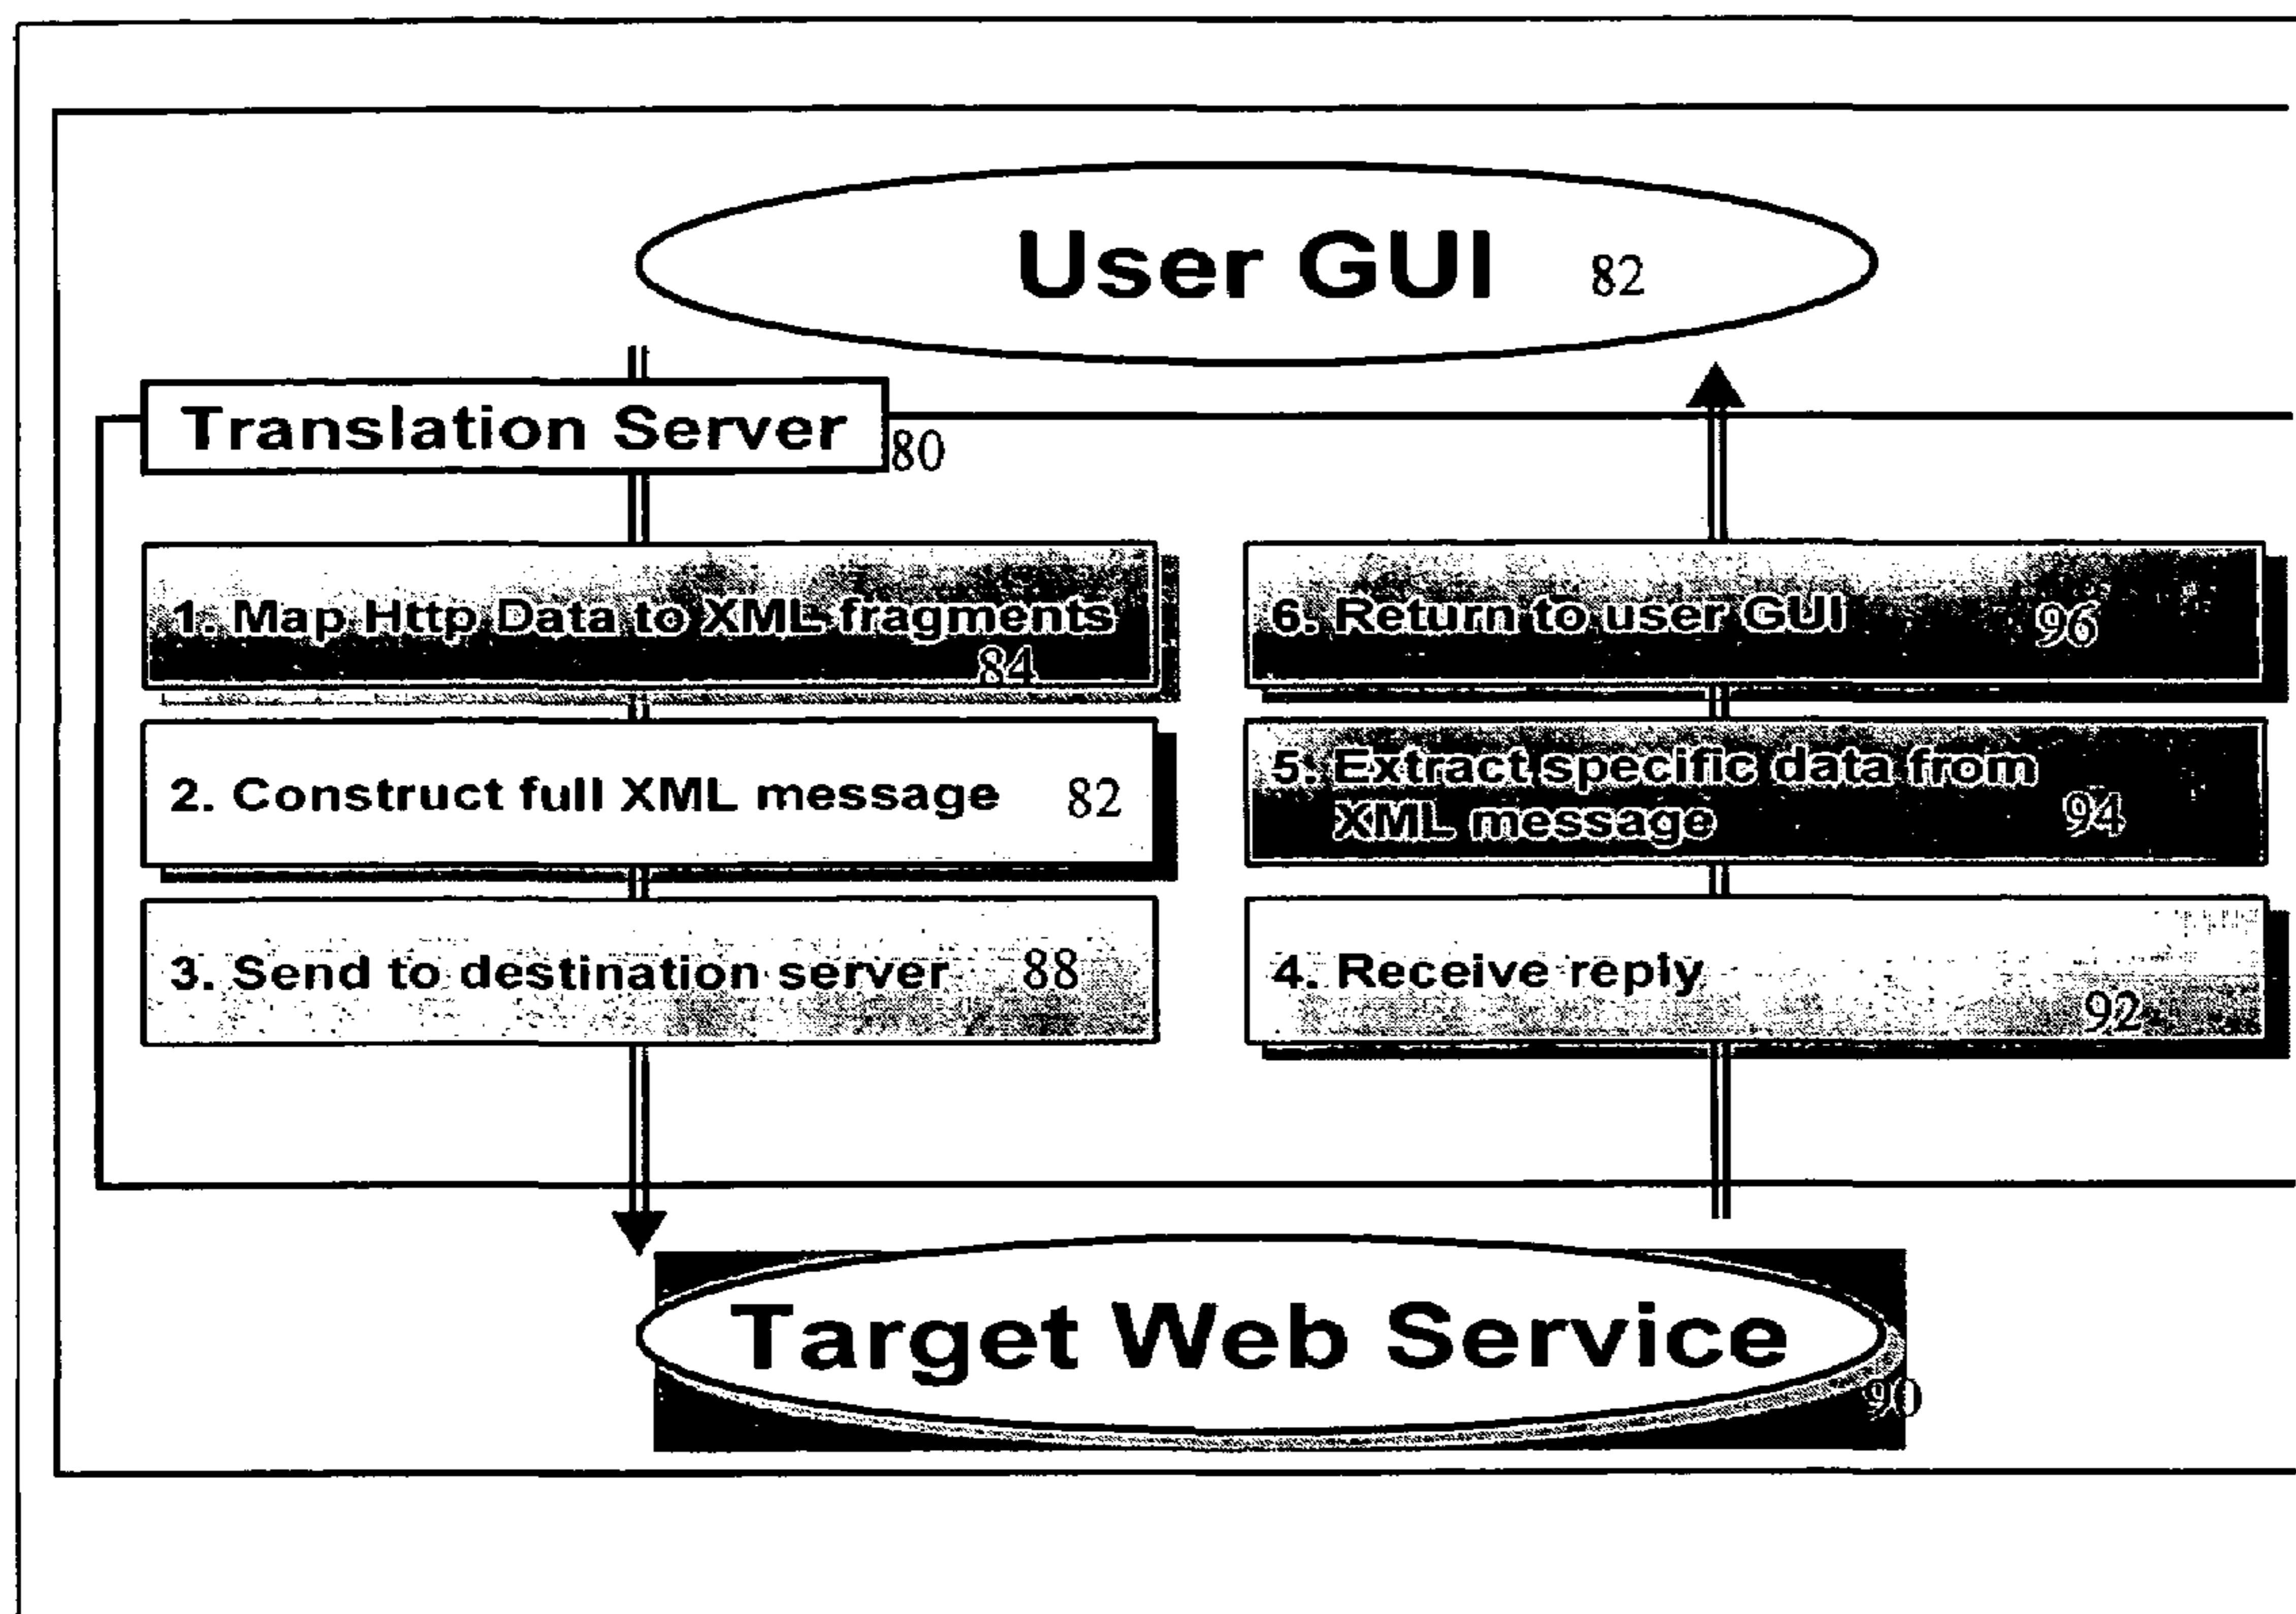 User GUI 82
Translation Server 80
1. Map Http Data to XML fragments
84
2. Construct full XML message 82
3. Send to destination server 88
6. Return to user GUI 96
5. Extract specific data from
XML message 94
4. Receive reply
92
Target Web Service
90